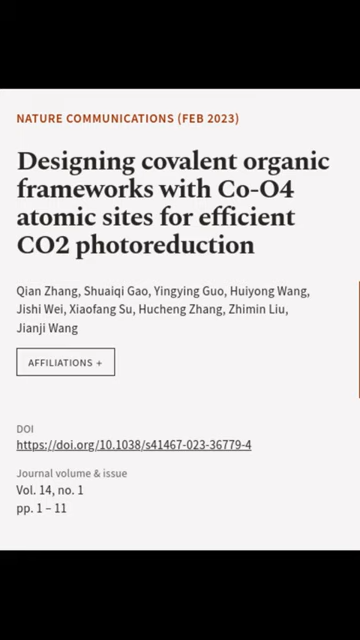 NATURE COMMUNICATIONS (FEB 2023)
Designing covalent organic
frameworks with Co-O4
atomic sites for efficient
CO2 photoreduction
Qian Zhang, Shuaiqi Gao, Yingying Guo, Huiyong Wang,
Jishi Wei, Xiaofang Su, Hucheng Zhang, Zhimin Liu,
Jianji Wang
AFFILIATIONS +
DOI
https://doi.org/10.1038/s41467-023-36779-4
Journal volume & issue
Vol. 14, no. 1
pp. 1 – 11